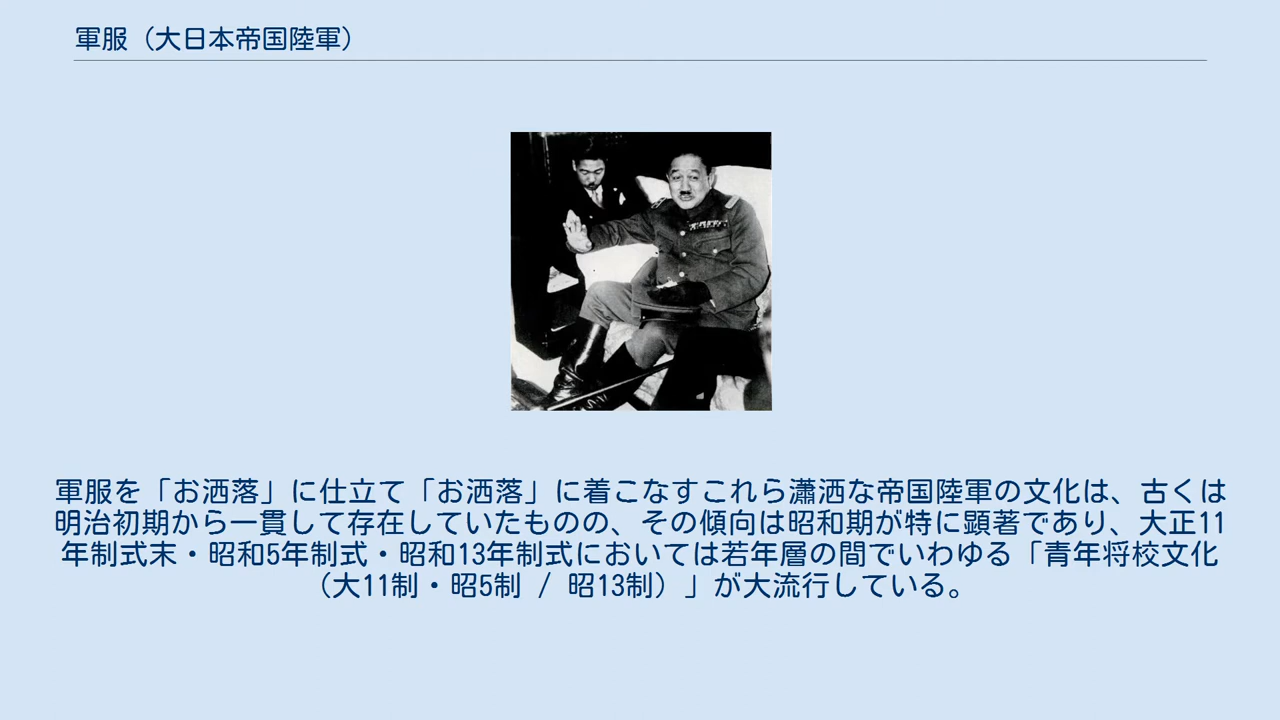 軍服（大日本帝国陸軍）
軍服を「お洒落」に仕立て「お洒落」に着こなすこれら瀟洒な帝国陸軍の文化は、古くは
明治初期から一貫して存在していたものの、その傾向は昭和期が特に顕著であり、大正11
年制式末・昭和5年制式・昭和13年制式においては若年層の間でいわゆる「青年将校文化
（大11制・昭5制 / 昭13制）」が大流行している。